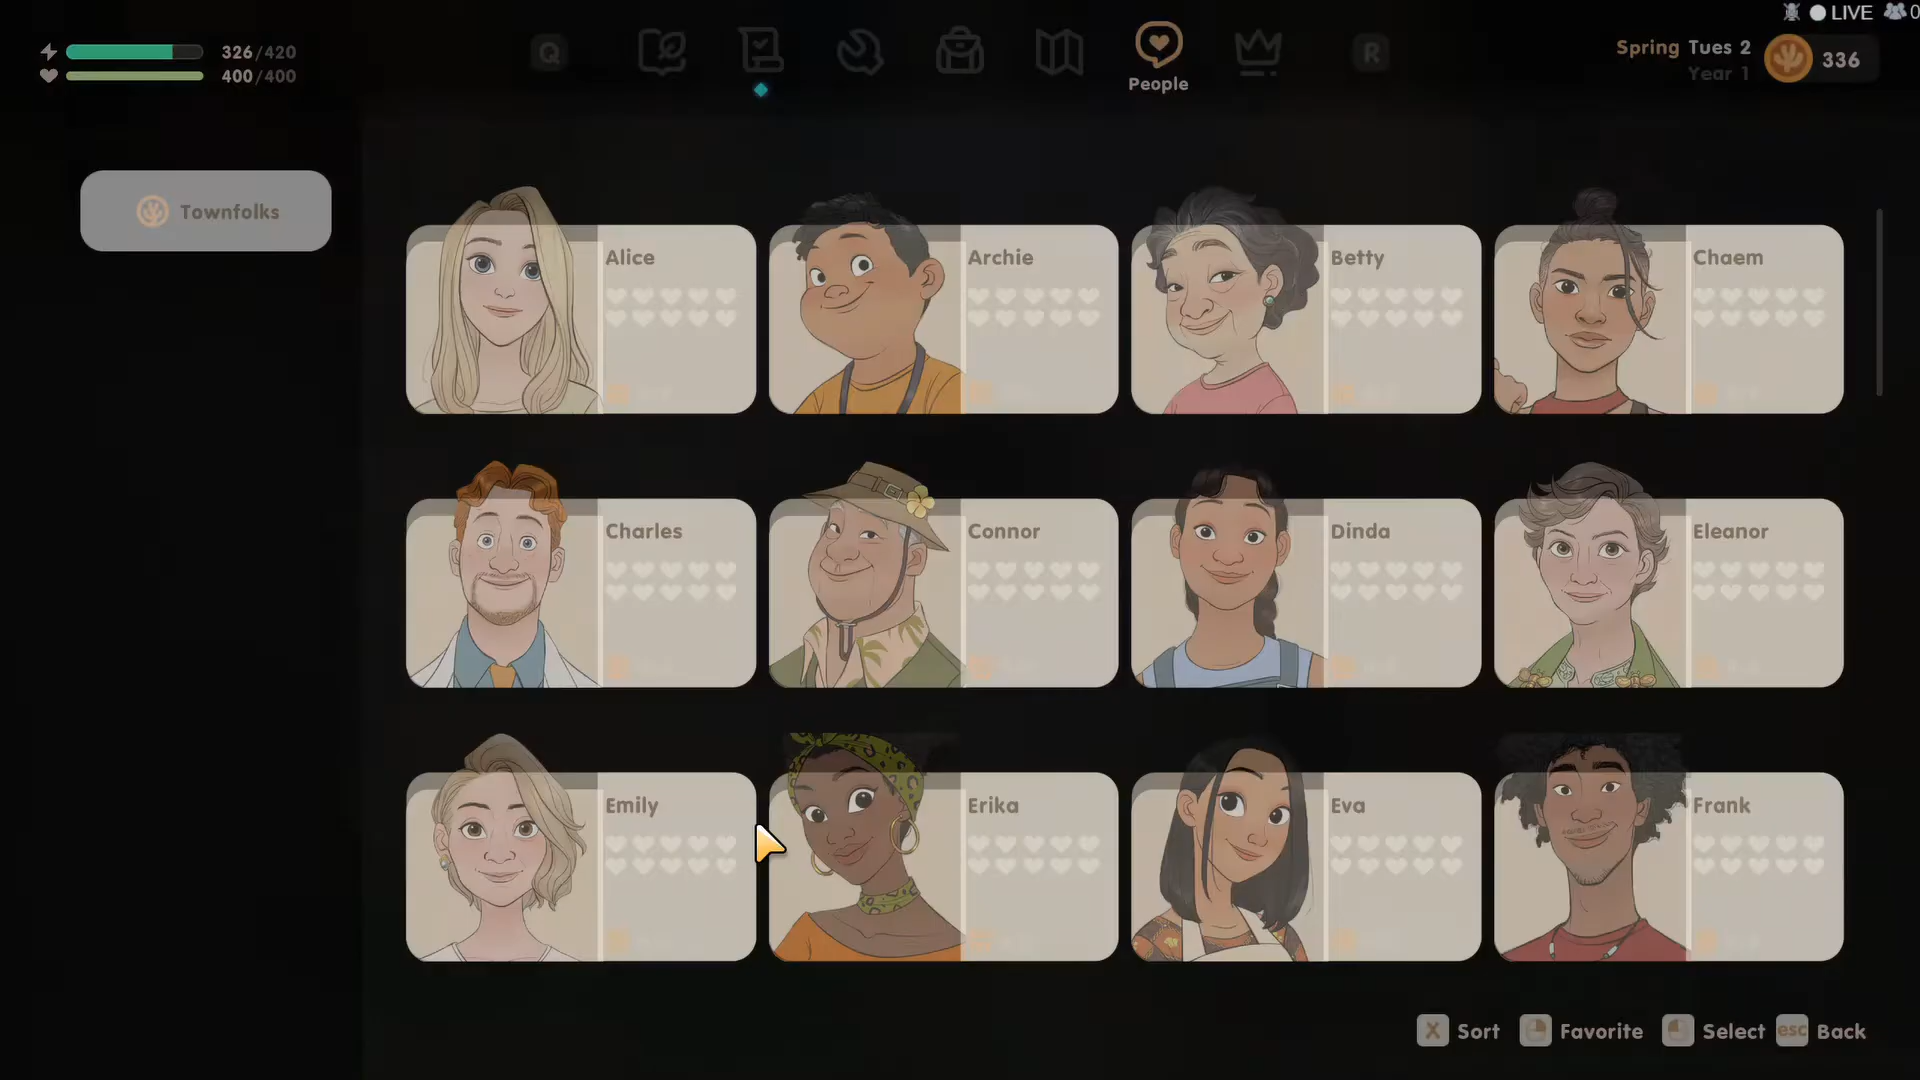 LIVE 0
326/420
400/400
Q
People
R
Spring Tues 2
Year 1
336
Townfolks
Alice
Archie
Betty
Chaem
Charles
Connor
Dinda
Eleanor
Emily
Erika
Eva
Frank
X Sort
Favorite
Select
esc Back